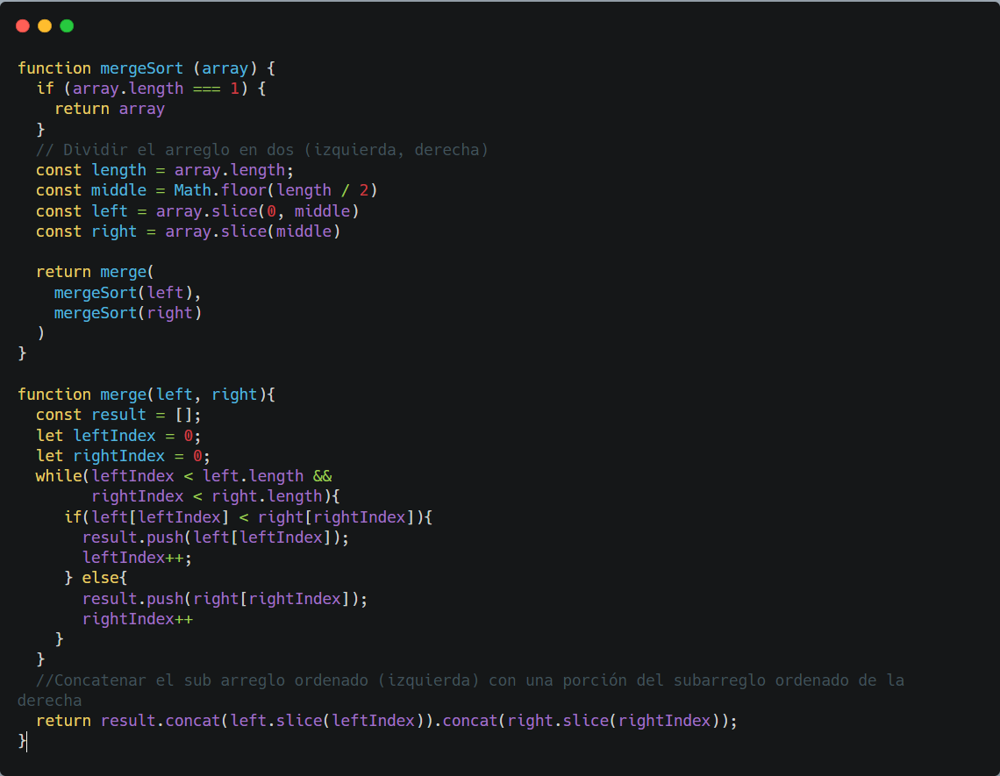 function mergeSort (array) {
  if (array.length === 1) {
    return array
  }
  // Dividir el arreglo en dos (izquierda, derecha)
  const length = array.length;
  const middle = Math.floor(length / 2)
  const left = array.slice(0, middle)
  const right = array.slice(middle)

  return merge(
    mergeSort(left),
    mergeSort(right)
  )
}

function merge(left, right){
  const result = [];
  let leftIndex = 0;
  let rightIndex = 0;
  while(leftIndex < left.length &&
        rightIndex < right.length){
     if(left[leftIndex] < right[rightIndex]){
       result.push(left[leftIndex]);
       leftIndex++;
     } else{
       result.push(right[rightIndex]);
       rightIndex++
    }
  }
  //Concatenar el sub arreglo ordenado (izquierda) con una porción del subarreglo ordenado de la
derecha
  return result.concat(left.slice(leftIndex)).concat(right.slice(rightIndex));
}